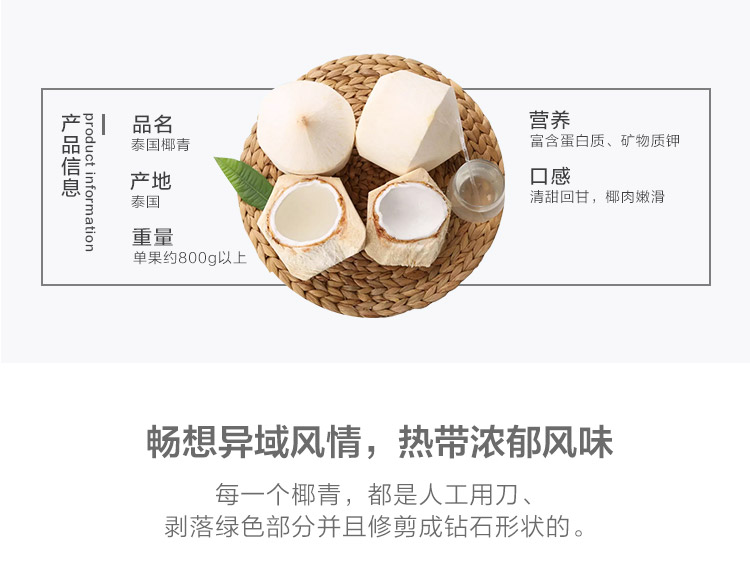 产品信息
product information
品名
泰国椰青
产地
泰国
重量
单果约800g以上
营养
富含蛋白质、矿物质钾
口感
清甜回甘，椰肉嫩滑
畅想异域风情，热带浓郁风味
每一个椰青，都是人工用刀、
剥落绿色部分并且修剪成钻石形状的。